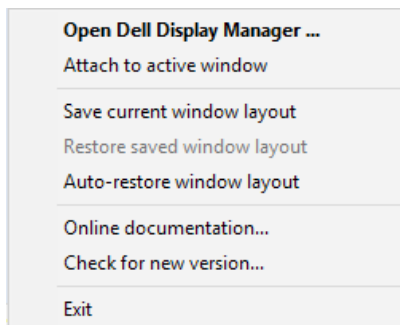 Open Dell Display Manager ...
Attach to active window
Save current window layout
Restore saved window layout
Auto-restore window layout
Online documentation...
Check for new version...
Exit